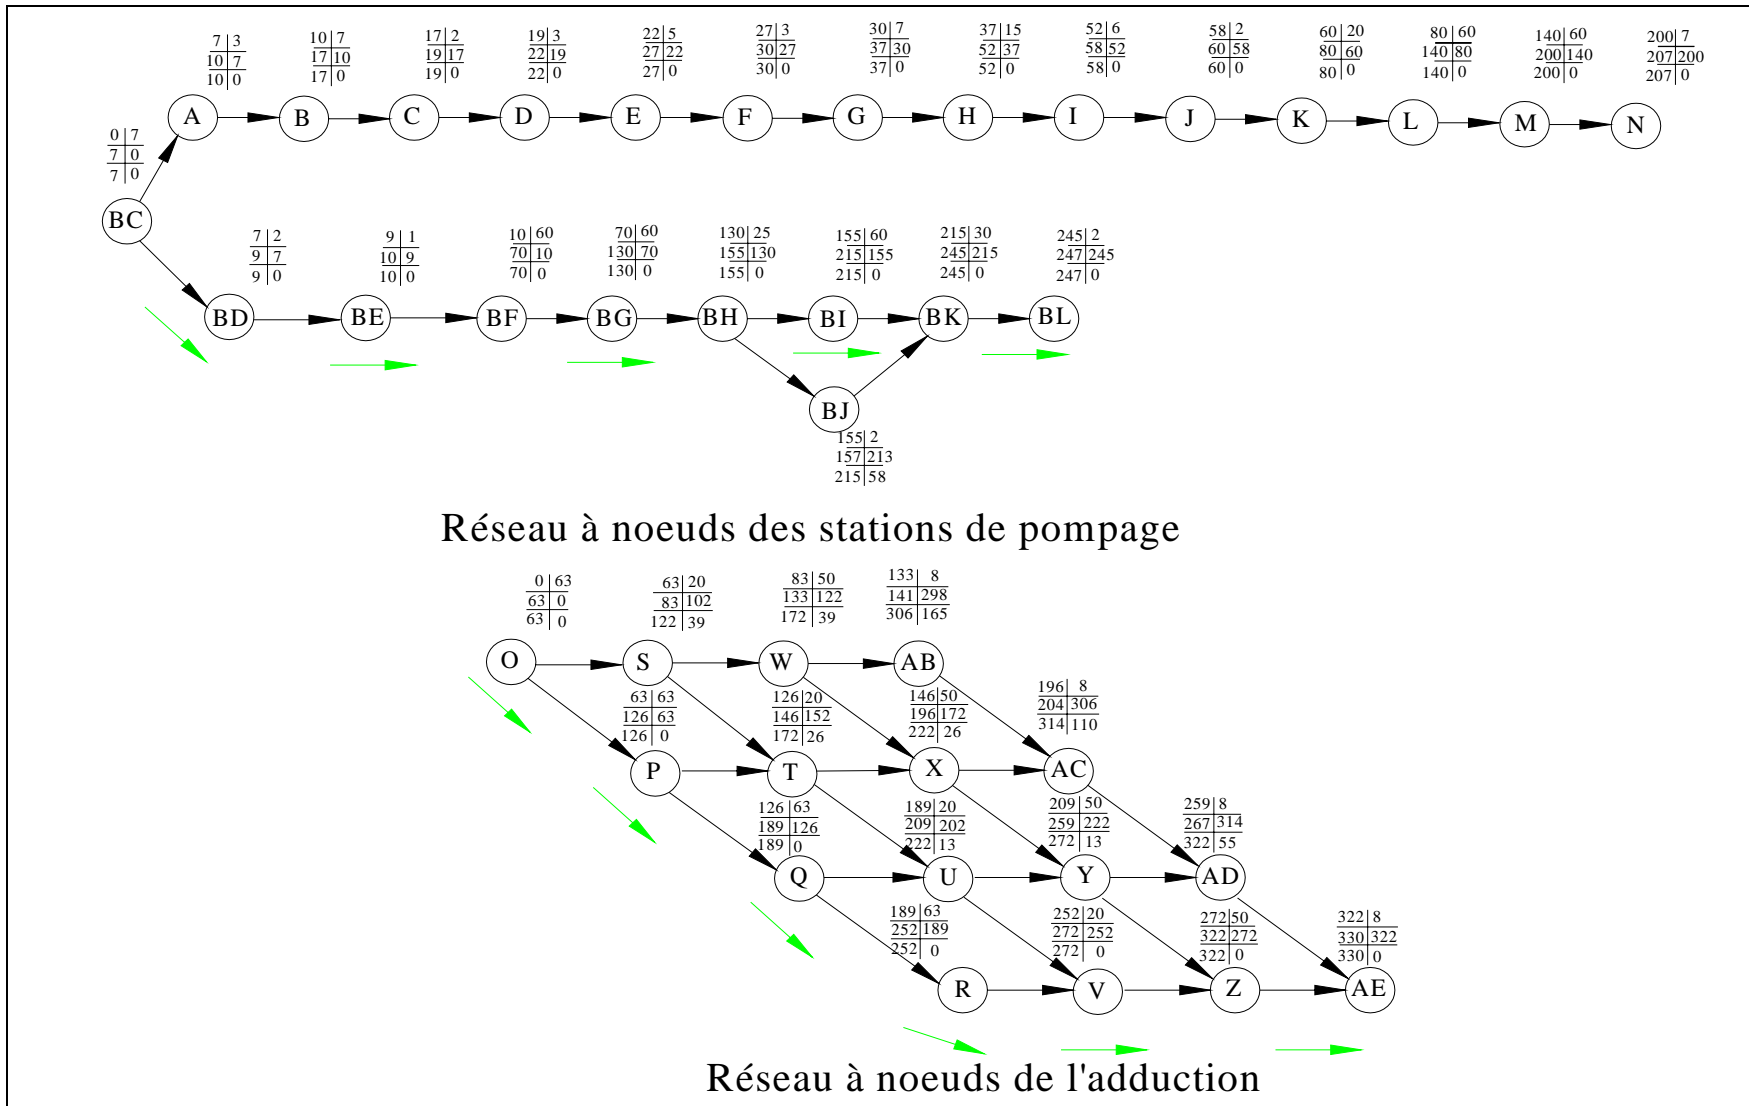 7 3 10 7 17 2 19 3 22 5 27 3 30 7 37 15 52 6 58 2 60 20 80 60 140 60 200 7
10 7 17 10 19 17 22 19 27 22 30 27 37 30 52 37 58 52 60 58 80 60 140 80 200 140 207 200
10 0 17 0 19 0 22 0 27 0 30 0 37 0 52 0 58 0 60 0 80 0 140 0 200 0 207 0
A B C D E F G H I J K L M N
0 7
7 0
7 0
BC
7 2 9 1 10 60 70 60 130 25 155 60 215 30 245 2
9 7 10 9 70 10 130 70 155 130 215 155 245 215 247 245
9 0 10 0 70 0 130 0 155 0 215 0 245 0 247 0
BD BE BF BG BH BI BK BL
BJ
155 2
157 213
215 58
Réseau à noeuds des stations de pompage
0 63 63 20 83 50 133 8
63 0 83 102 133 122 141 298
63 0 122 39 172 39 306 165
O S W AB
63 63 126 20 146 50 196 8
126 63 146 152 196 172 204 306
126 0 172 26 222 26 314 110
P T X AC
126 63 189 20 209 50 259 8
189 126 209 202 259 222 267 314
189 0 222 13 272 13 322 55
Q U Y AD
189 63 252 20 272 50 322 8
252 189 272 252 322 272 330 322
252 0 272 0 322 0 330 0
R V Z AE
Réseau à noeuds de l'adduction